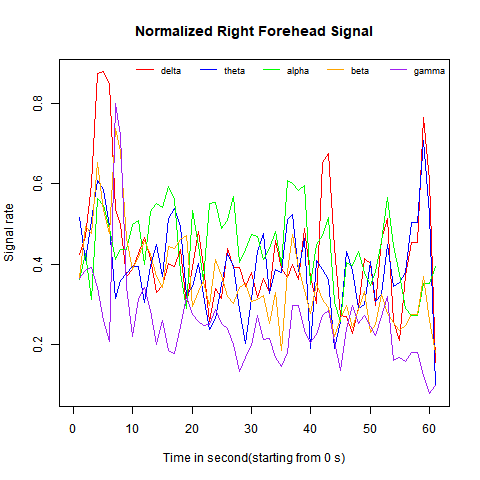 Normalized Right Forehead Signal
delta theta alpha beta gamma
Signal rate
0.8
0.6
0.4
0.2
0 10 20 30 40 50 60
Time in second(starting from 0 s)